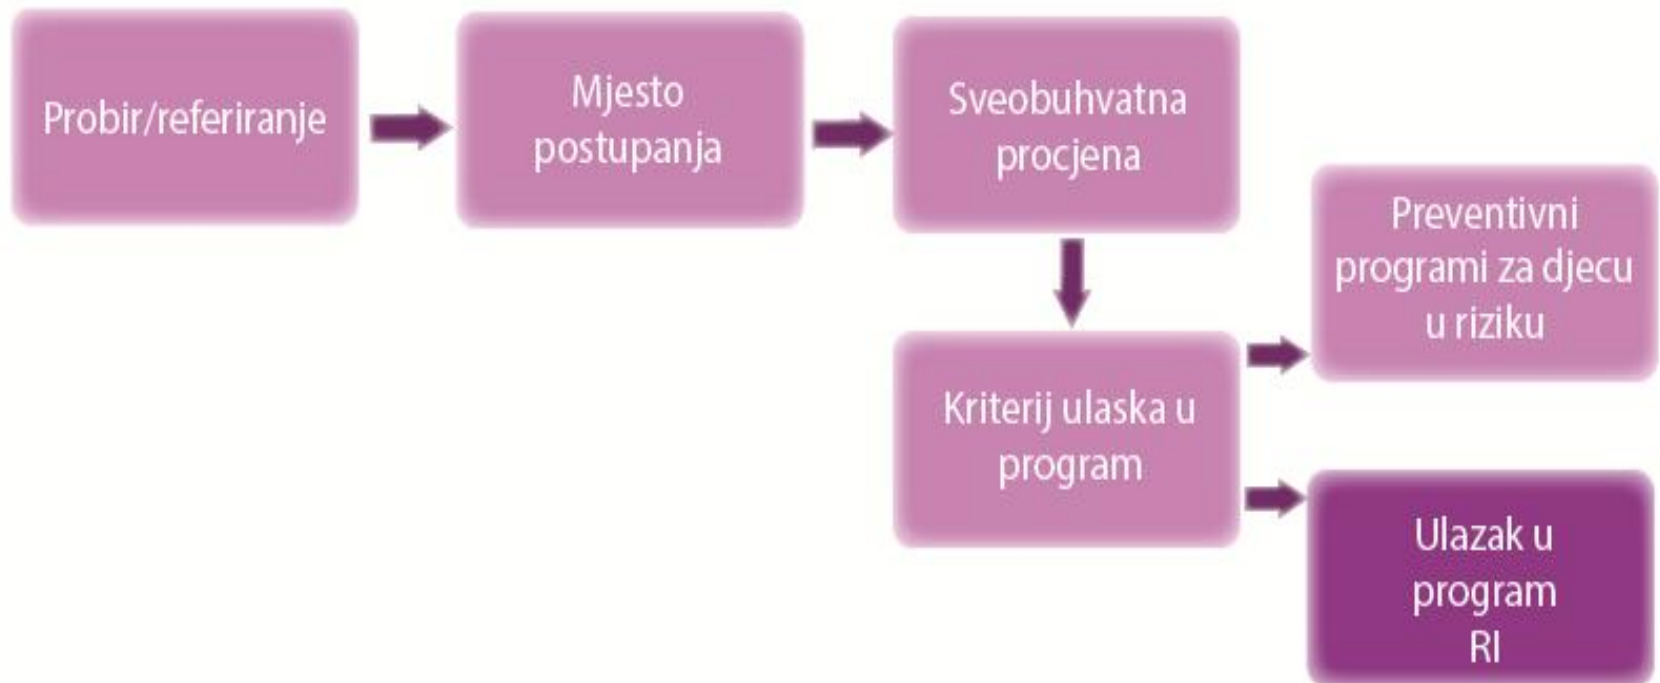 Probir/referiranje
Mjesto
postupanja
Sveobuhvatna
procjena
Preventivni
programi za djecu
u riziku
Kriterij ulaska u
program
Ulazak u
program
RI